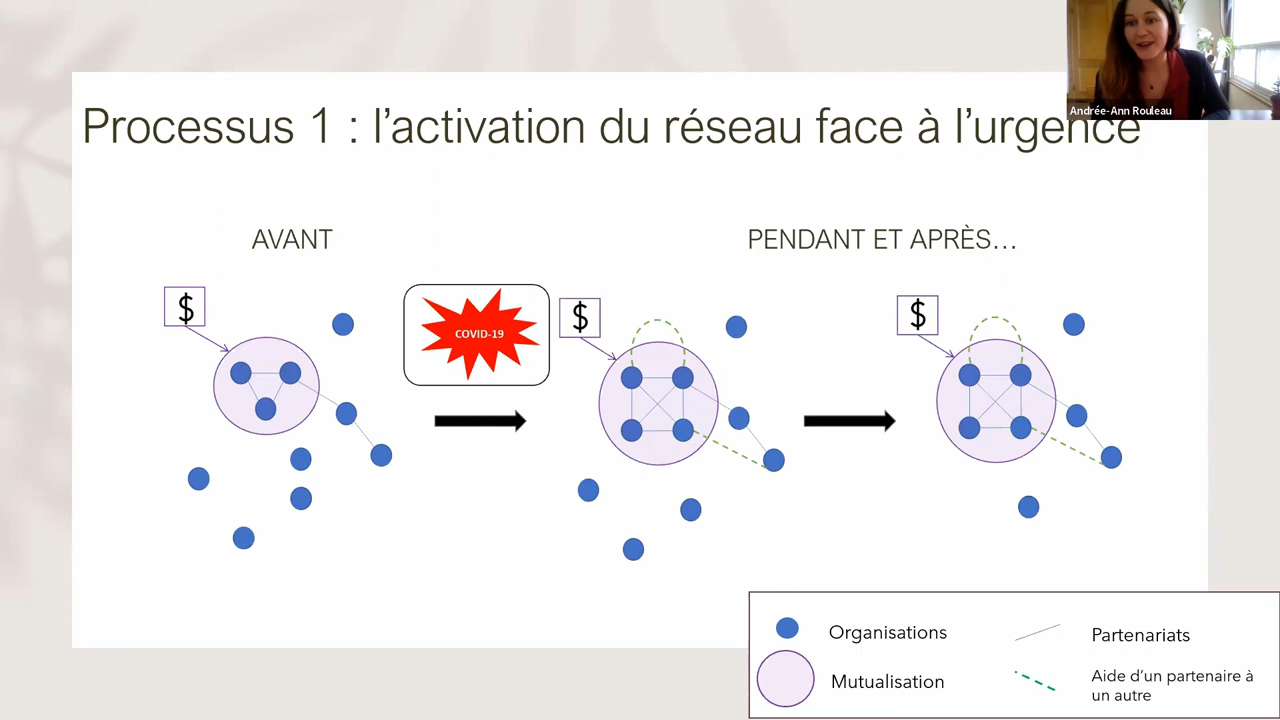 Andrée-Ann Rouleau
Processus 1 : l’activation du réseau face à l’urgence
AVANT
PENDANT ET APRÈS...
$
COVID-19
$
$
Organisations
Partenariats
Mutualisation
Aide d’un partenaire à
un autre